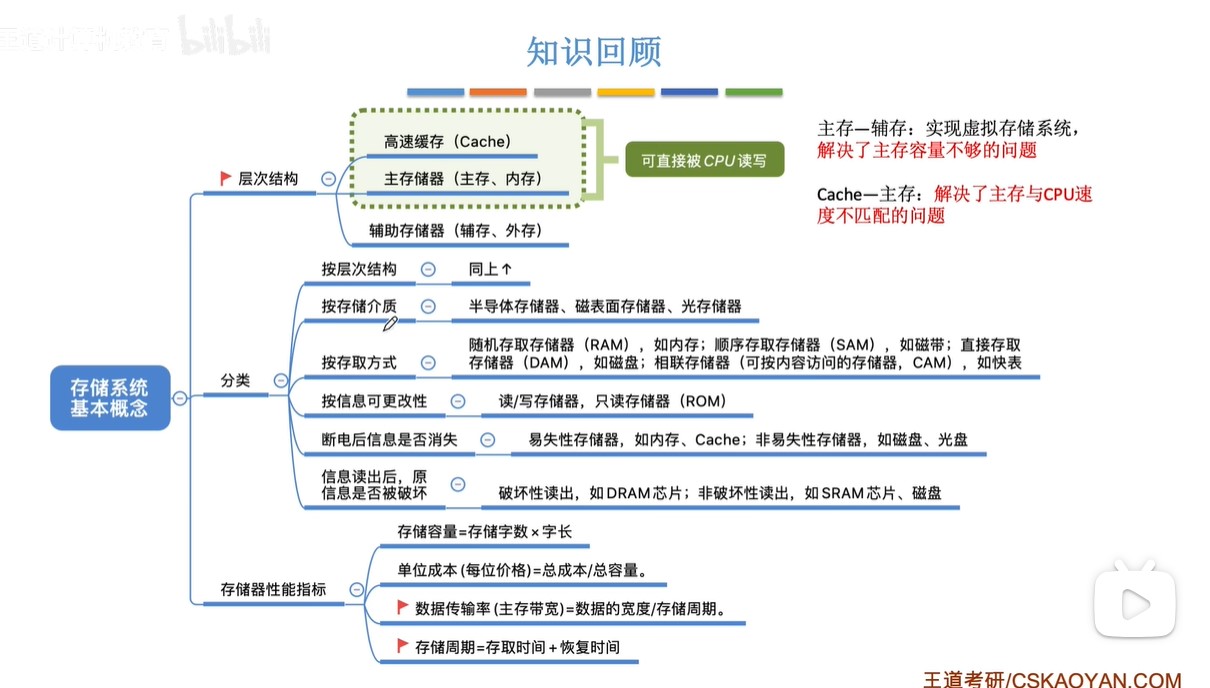 bilibili
知识回顾
高速缓存（Cache）
主存储器（主存、内存）
可直接被CPU读写
主存—辅存：实现虚拟存储系统，
解决了主存容量不够的问题
Cache—主存：解决了主存与CPU速
度不匹配的问题
层次结构
辅助存储器（辅存、外存）
按层次结构
同上↑
按存储介质
半导体存储器、磁表面存储器、光存储器
按存取方式
随机存取存储器（RAM），如内存；顺序存取存储器（SAM），如磁带；直接存取
存储器（DAM），如磁盘；相联存储器（可按内容访问的存储器，CAM），如快表
存储系统
基本概念
分类
按信息可更改性
读/写存储器，只读存储器（ROM）
断电后信息是否消失
易失性存储器，如内存、Cache；非易失性存储器，如磁盘、光盘
信息读出后，原
信息是否被破坏
破坏性读出，如DRAM芯片；非破坏性读出，如SRAM芯片、磁盘
存储器性能指标
存储容量=存储字数×字长
单位成本(每位价格)=总成本/总容量。
数据传输率(主存带宽)=数据的宽度/存储周期。
存储周期=存取时间+恢复时间
王道考研/CSKAOYAN.COM